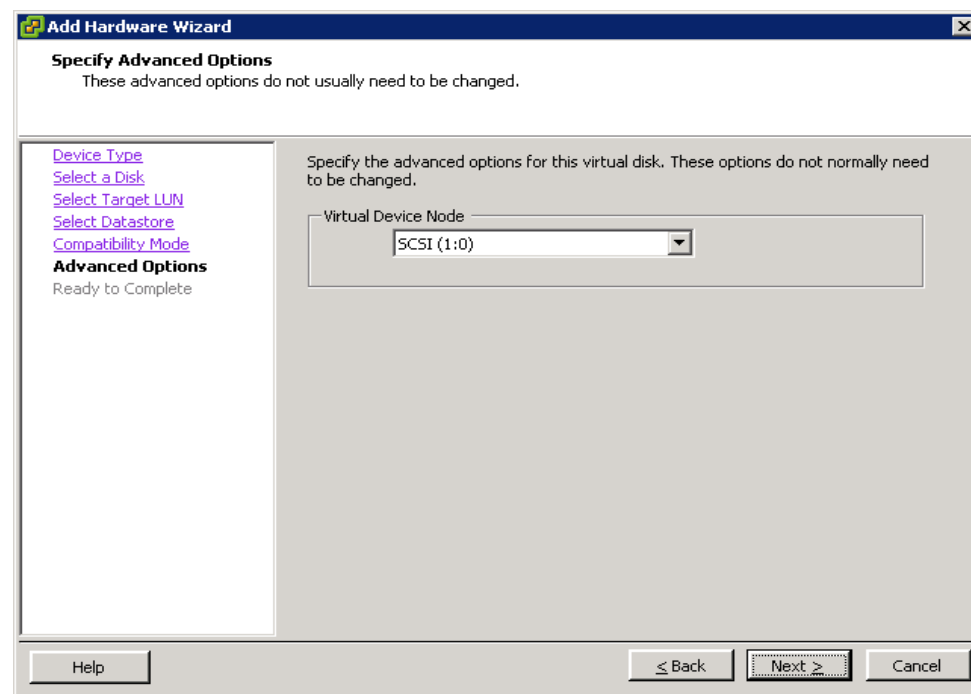 Add Hardware Wizard
Specify Advanced Options
These advanced options do not usually need to be changed.
Device Type
Select a Disk
Select Target LUN
Select Datastore
Compatibility Mode
Advanced Options
Ready to Complete
Specify the advanced options for this virtual disk. These options do not normally need
to be changed.
Virtual Device Node
SCSI (1:0)
Help
≤ Back
Next ≥
Cancel